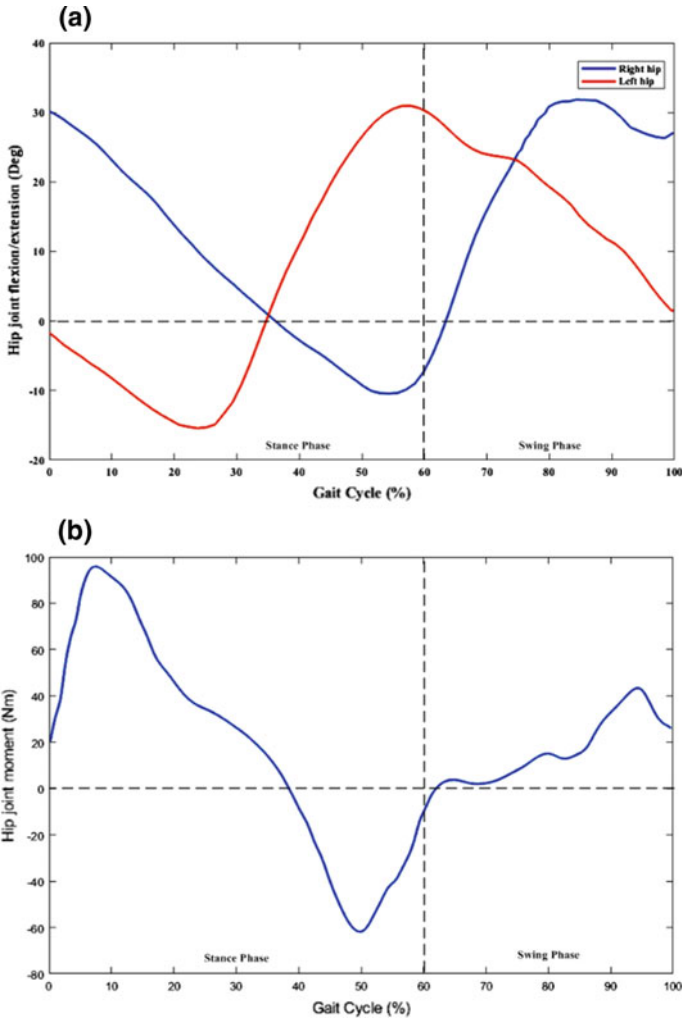 (a)
40
30
20
10
0
-10
-20
Hip joint flexion/extension (Deg)
Right hip
Left hip
Stance Phase
Swing Phase
0 10 20 30 40 50 60 70 80 90 100
Gait Cycle (%)
(b)
100
80
60
40
20
0
-20
-40
-60
-80
Hip joint moment (Nm)
Stance Phase
Swing Phase
0 10 20 30 40 50 60 70 80 90 100
Gait Cycle (%)